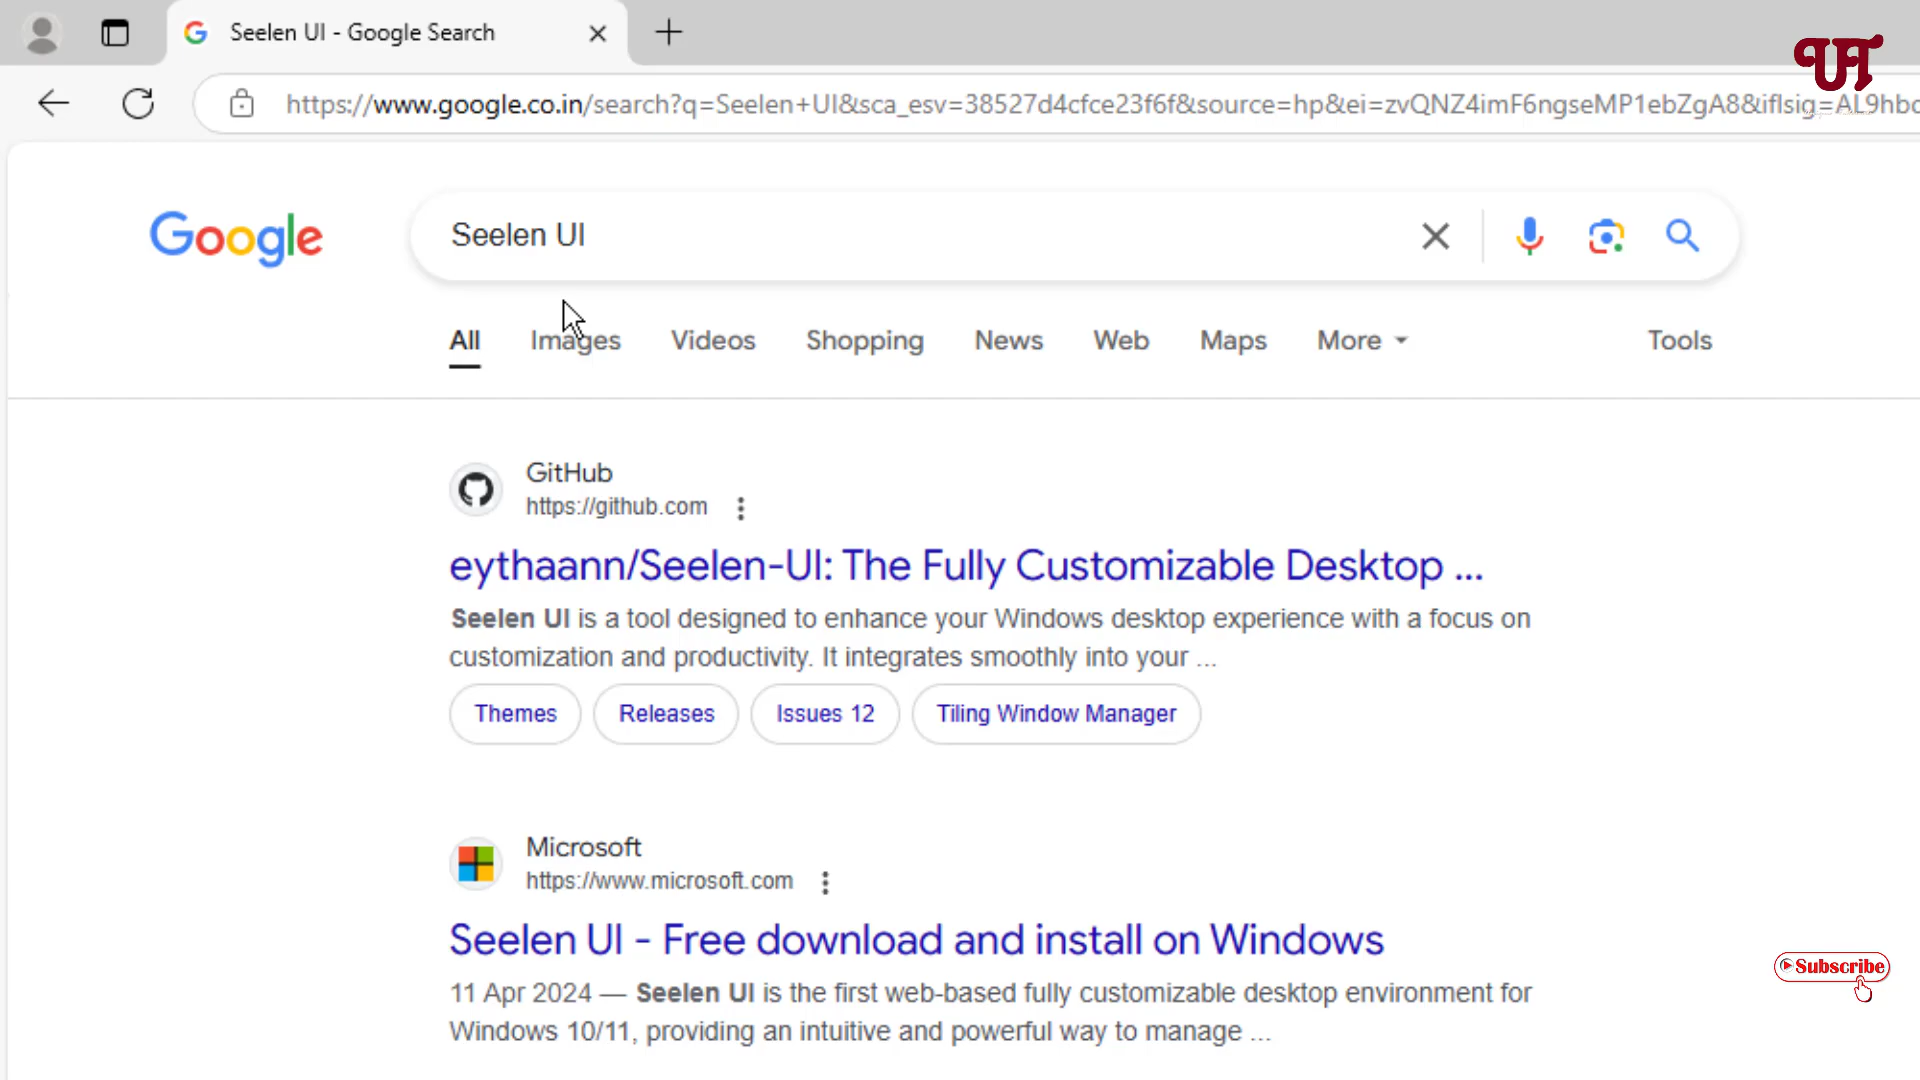 Seelen UI - Google Search
UT
https://www.google.co.in/search?q=Seelen+UI&sca_esv=38527d4cfce23f6f&source=hp&ei=zvQNZ4imF6ngseMP1ebZgA8&iflsig=AL9hbc
Google
Seelen UI
All Images Videos Shopping News Web Maps More Tools
GitHub
https://github.com
eythaann/Seelen-UI: The Fully Customizable Desktop ...
Seelen UI is a tool designed to enhance your Windows desktop experience with a focus on
customization and productivity. It integrates smoothly into your ...
Themes Releases Issues 12 Tiling Window Manager
Microsoft
https://www.microsoft.com
Seelen UI - Free download and install on Windows
Subscribe
11 Apr 2024 — Seelen UI is the first web-based fully customizable desktop environment for
Windows 10/11, providing an intuitive and powerful way to manage ...